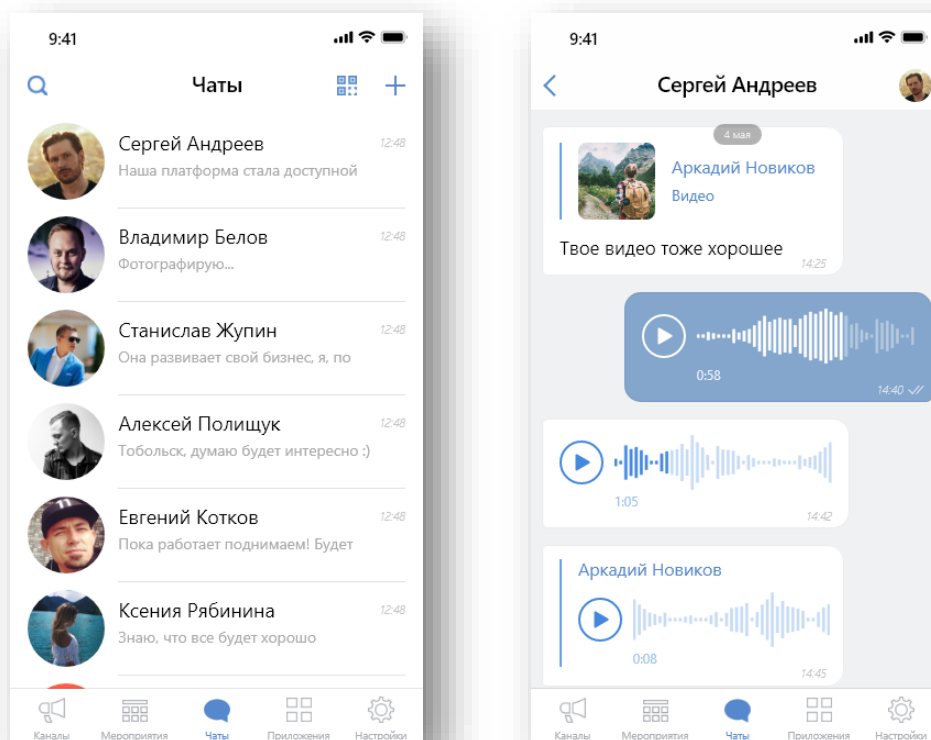 9:41
Чаты
Сергей Андреев
12:48
Наша платформа стала доступной
Владимир Белов
12:48
Фотографирую...
Станислав Жупин
12:48
Она развивает свой бизнес, я, по
Алексей Полищук
12:48
Тобольск, думаю будет интересно :)
Евгений Котков
12:48
Пока работает поднимаем! Будет
Ксения Рябинина
12:48
Знаю, что все будет хорошо
Каналы
Мероприятия
Чаты
Приложения
Настройки
9:41
Сергей Андреев
4 мая
Аркадий Новиков
Видео
Твое видео тоже хорошее
14:25
0:58
14:40
1:05
14:42
Аркадий Новиков
0:08
14:45
Каналы
Мероприятия
Чаты
Приложения
Настройки